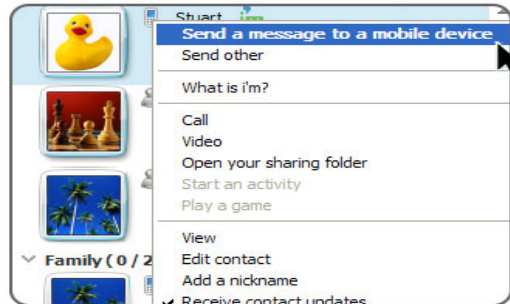 Stuart i'm
Send a message to a mobile device
Send other
What is i'm?
Call
Video
Open your sharing folder
Start an activity
Play a game
View
Edit contact
Add a nickname
Receive contact updates
Family ( 0 / 2